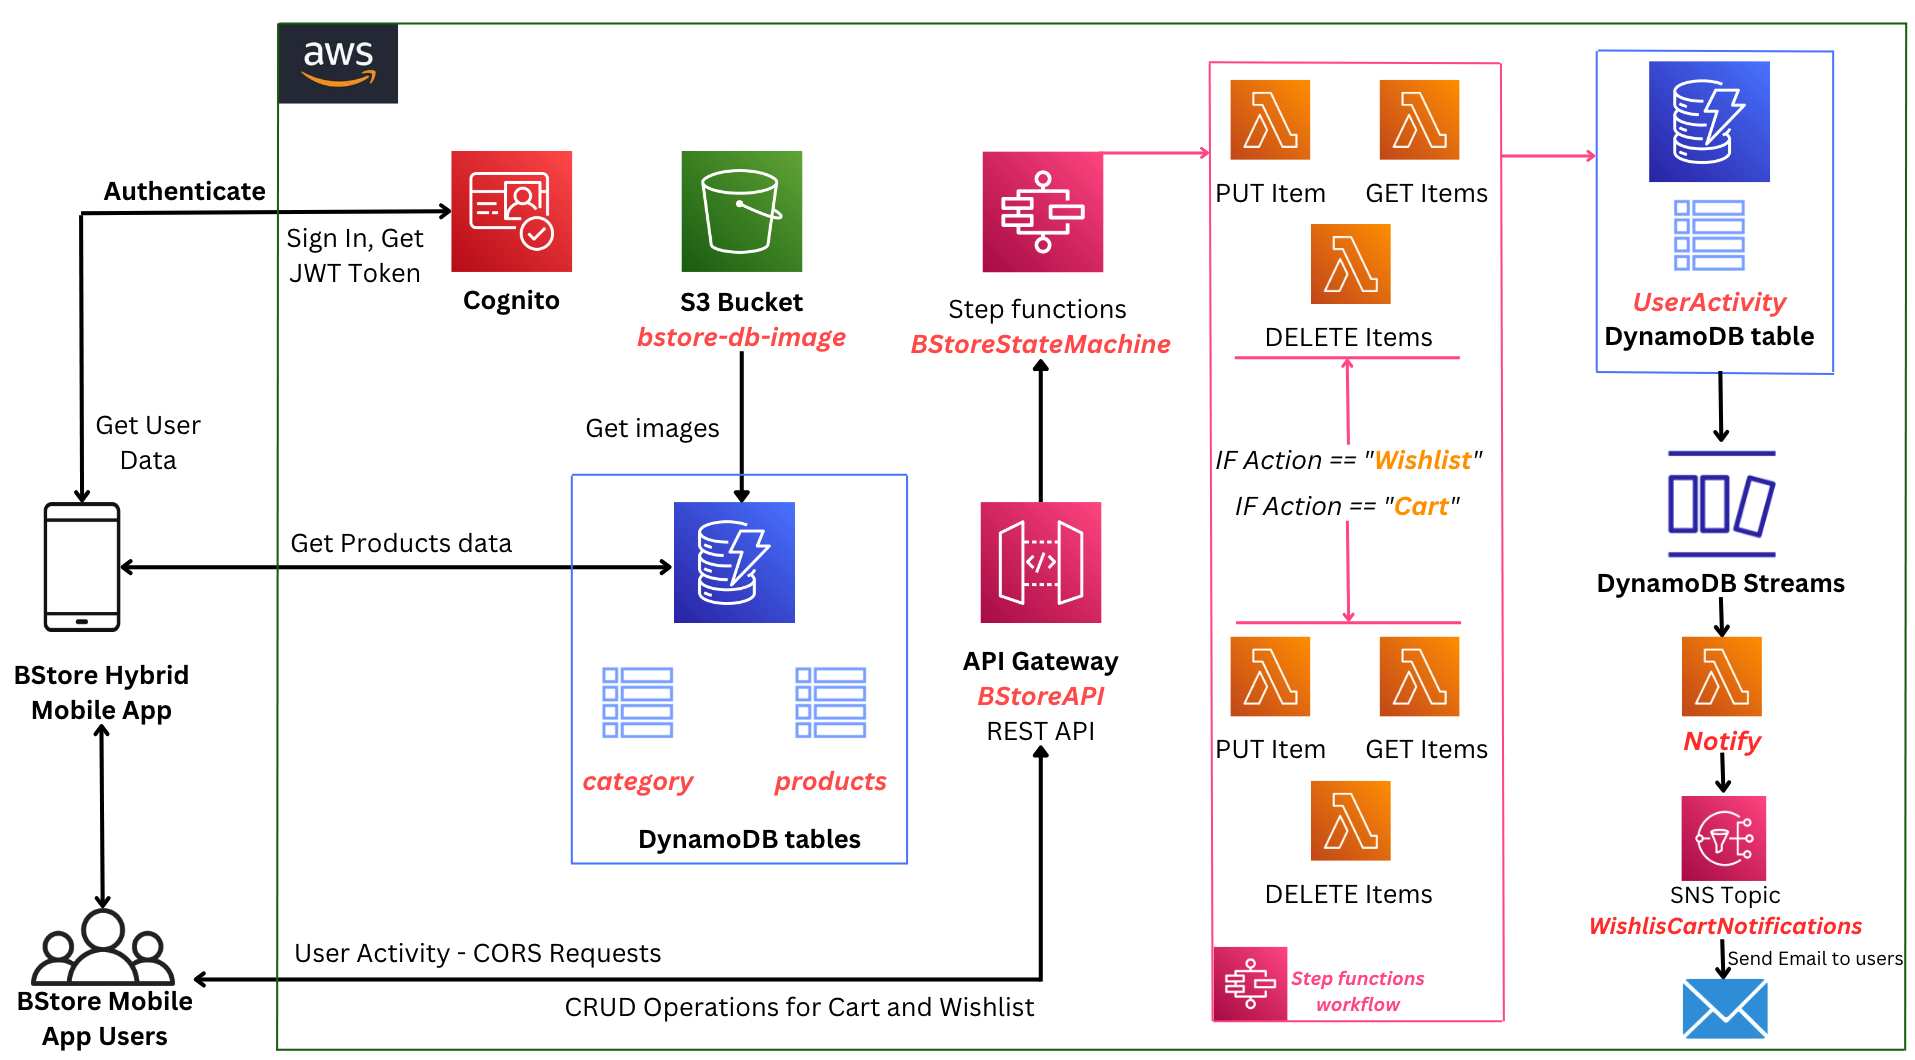 aws
Authenticate
Sign In, Get
JWT Token
Cognito
S3 Bucket
bstore-db-image
Get images
Get User
Data
Get Products data
BStore Hybrid
Mobile App
category
products
DynamoDB tables
BStore Mobile
App Users
User Activity - CORS Requests
CRUD Operations for Cart and Wishlist
Step functions
BStoreStateMachine
API Gateway
BStoreAPI
REST API
PUT Item
GET Items
DELETE Items
IF Action == "Wishlist"
IF Action == "Cart"
PUT Item
GET Items
DELETE Items
Step functions
workflow
UserActivity
DynamoDB table
DynamoDB Streams
Notify
SNS Topic
WishlisCartNotifications
Send Email to users